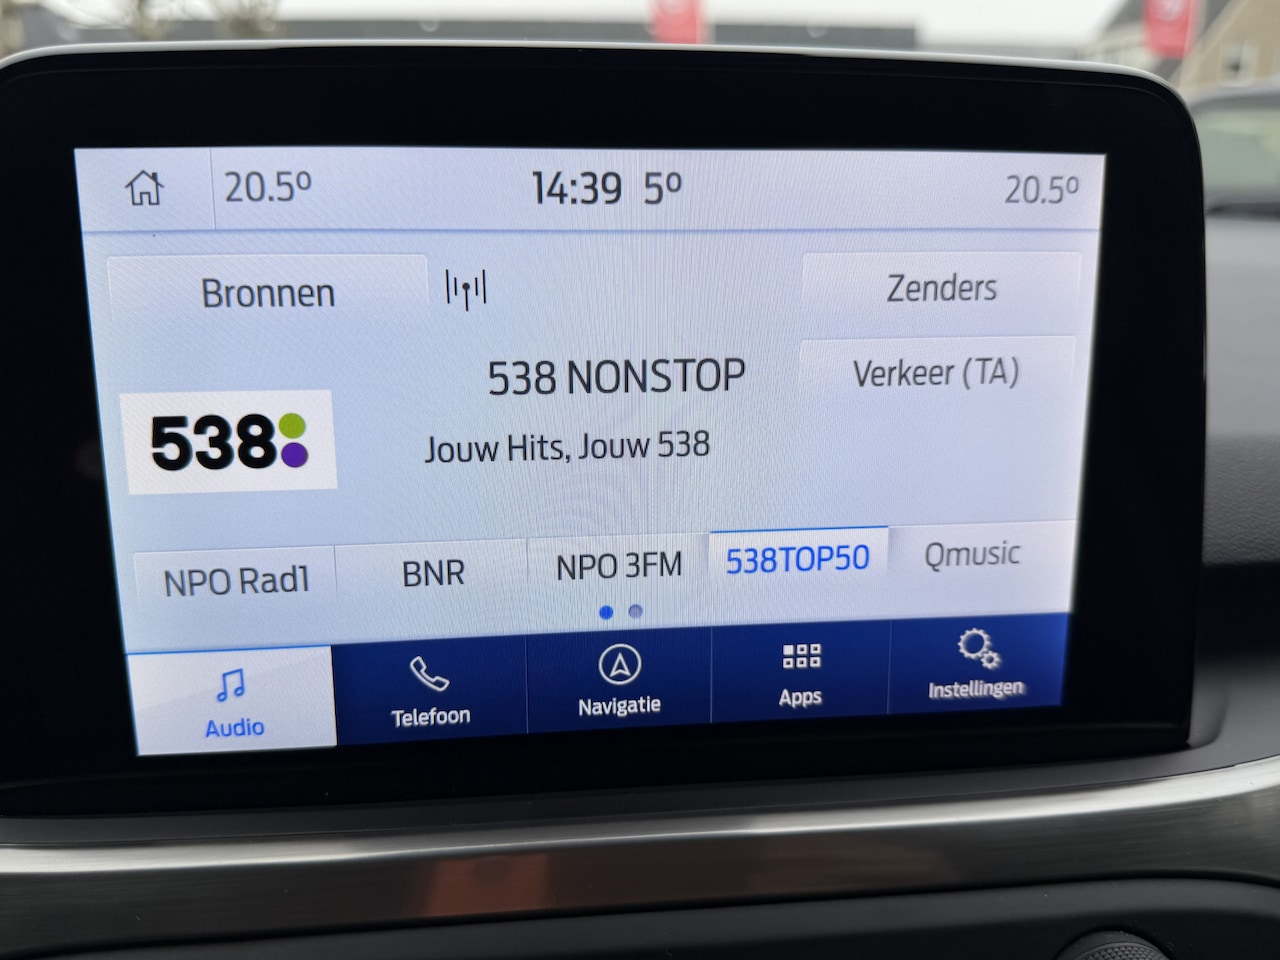 20.5º
14:39 5º
20.5º
Bronnen
Zenders
538 NONSTOP
Verkeer (TA)
538
Jouw Hits, Jouw 538
NPO Rad1
BNR
NPO 3FM
538TOP50
Qmusic
Audio
Telefoon
Navigatie
Apps
Instellingen